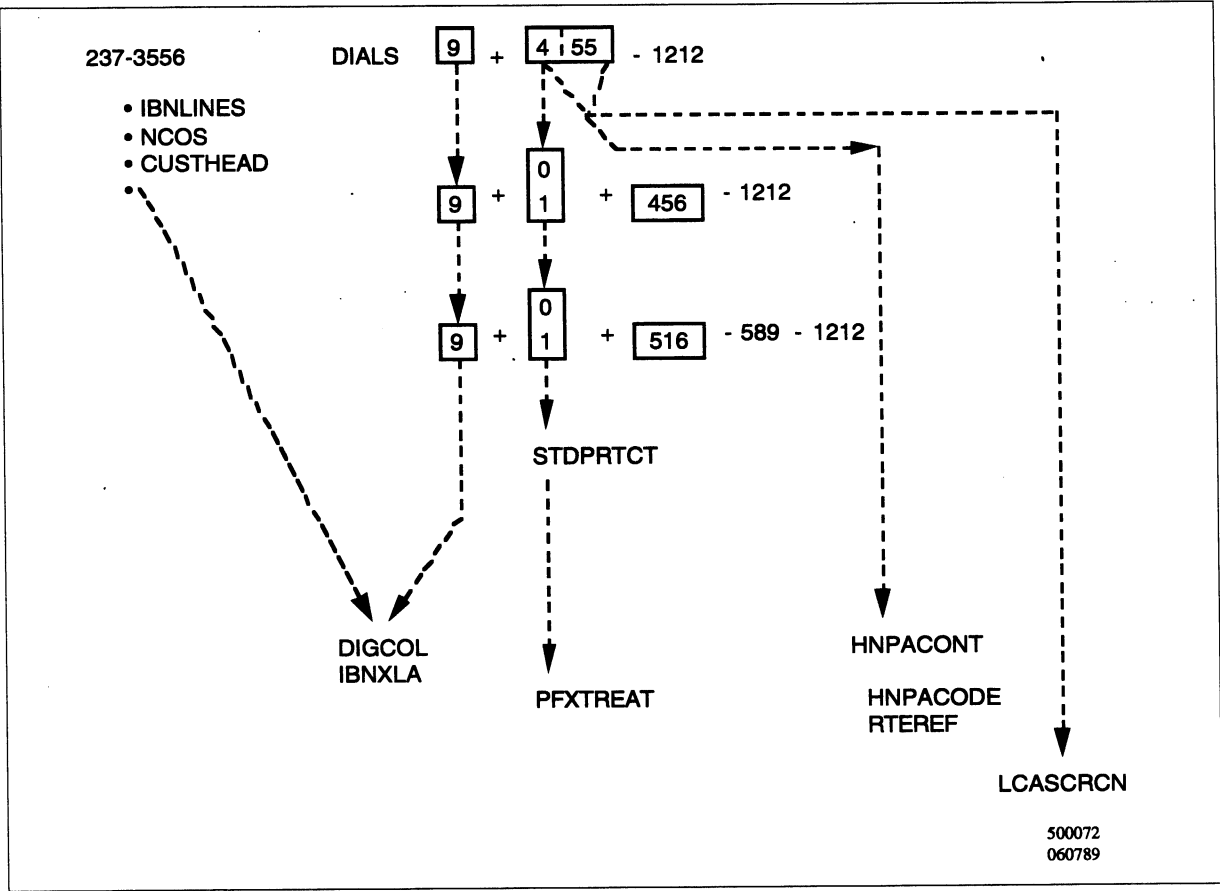 237-3556 DIALS 9 + 4 55 - 1212
• IBNLINES
• NCOS
• CUSTHEAD
•
9 + 0 1 + 456 - 1212
9 + 0 1 + 516 - 589 - 1212
STDPRTCT
DIGCOL
IBNXLA
PFXTREAT
HNPACONT
HNPACODE
RTEREF
LCASCRCN
500072
060789